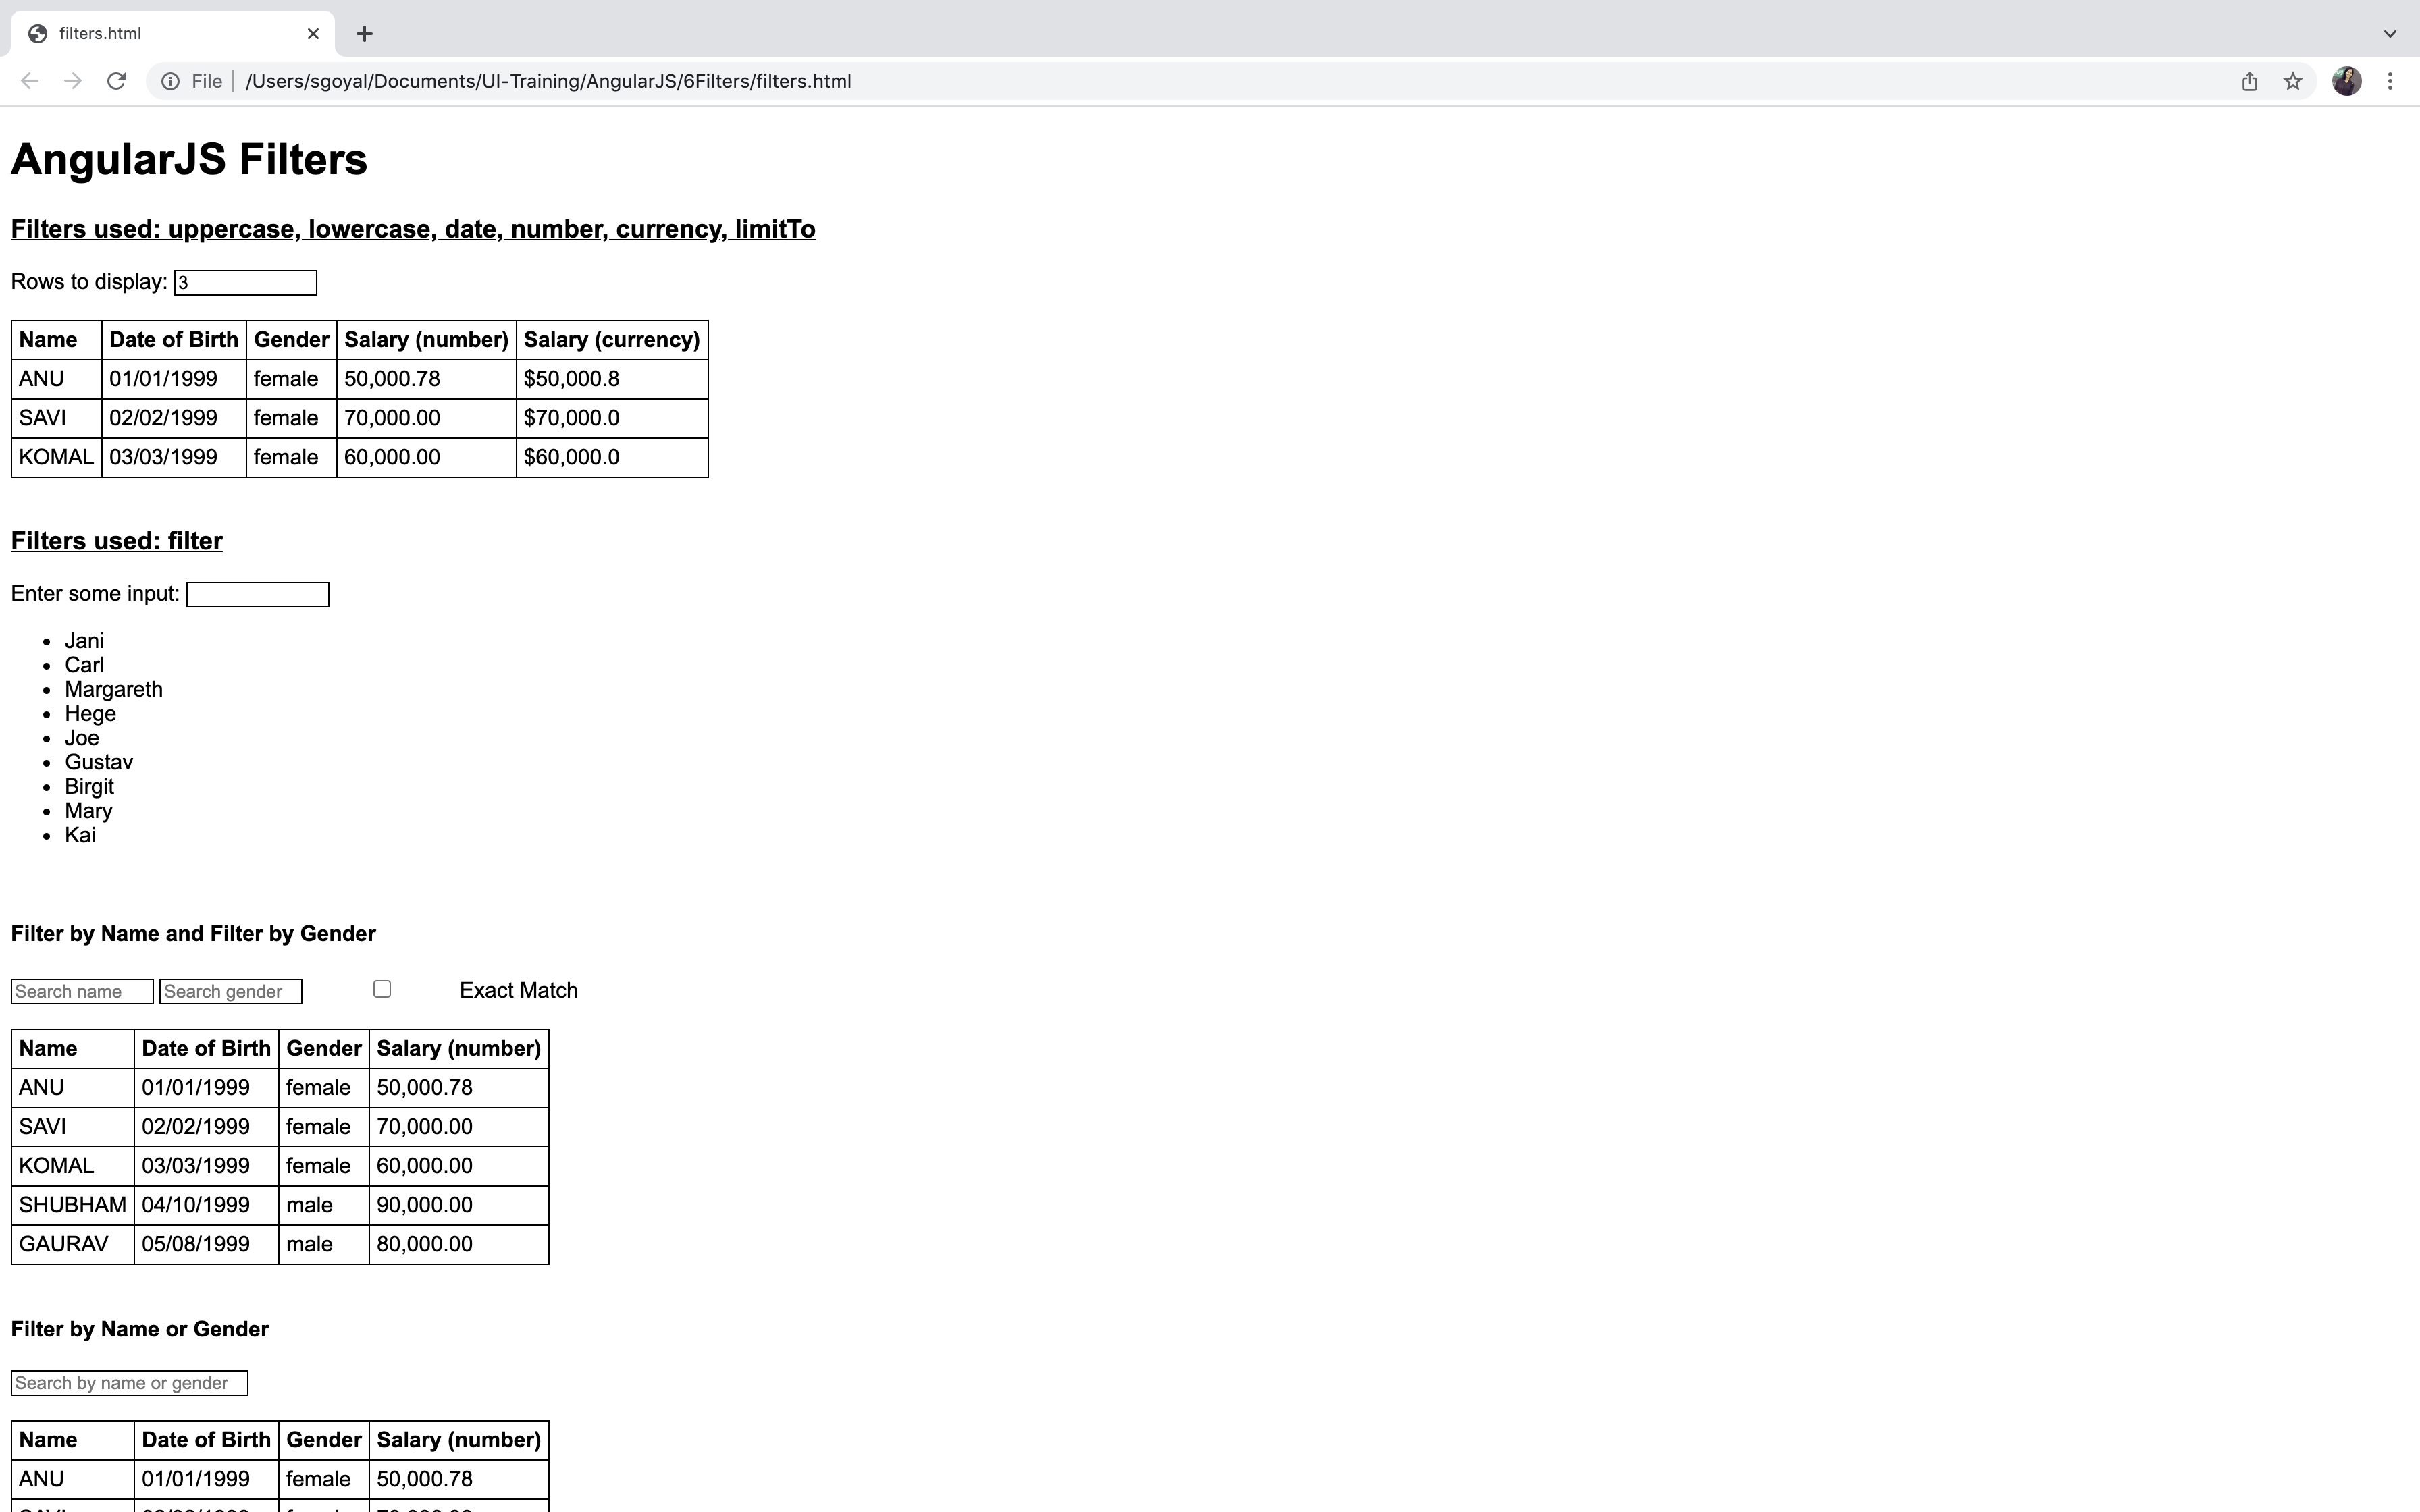 filters.html
File /Users/sgoyal/Documents/UI-Training/AngularJS/6Filters/filters.html
AngularJS Filters
Filters used: uppercase, lowercase, date, number, currency, limitTo
Rows to display: 3
Name Date of Birth Gender Salary (number) Salary (currency)
ANU 01/01/1999 female 50,000.78 $50,000.8
SAVI 02/02/1999 female 70,000.00 $70,000.0
KOMAL 03/03/1999 female 60,000.00 $60,000.0
Filters used: filter
Enter some input:
Jani
Carl
Margareth
Hege
Joe
Gustav
Birgit
Mary
Kai
Filter by Name and Filter by Gender
Search name Search gender Exact Match
Name Date of Birth Gender Salary (number)
ANU 01/01/1999 female 50,000.78
SAVI 02/02/1999 female 70,000.00
KOMAL 03/03/1999 female 60,000.00
SHUBHAM 04/10/1999 male 90,000.00
GAURAV 05/08/1999 male 80,000.00
Filter by Name or Gender
Search by name or gender
Name Date of Birth Gender Salary (number)
ANU 01/01/1999 female 50,000.78